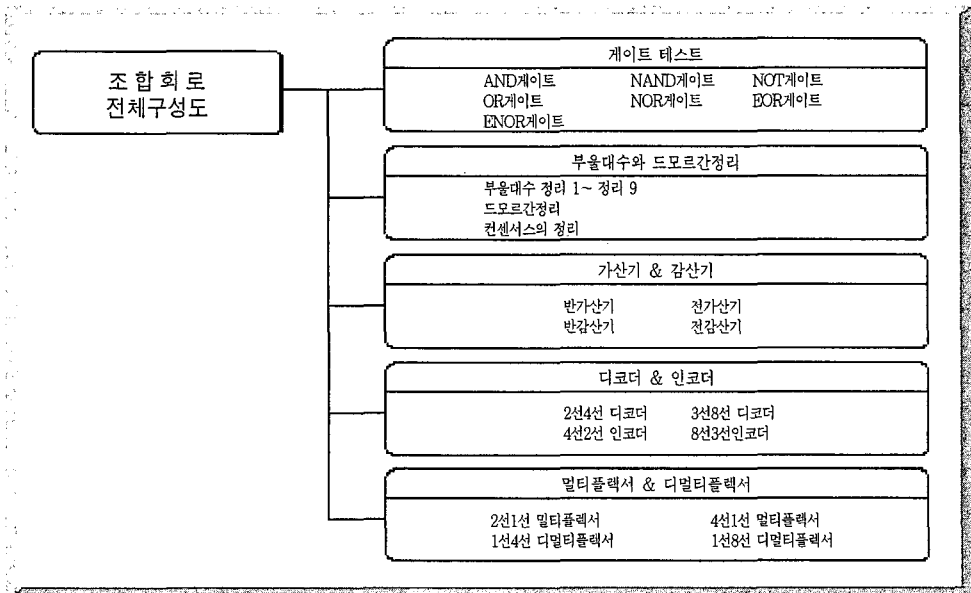 조 합 회 로
전체구성도
게이트 테스트
AND게이트 NAND게이트 NOT게이트
OR게이트 NOR게이트 EOR게이트
ENOR게이트
부울대수와 드모르간정리
부울대수 정리 1~ 정리 9
드모르간정리
컨센서스의 정리
가산기 & 감산기
반가산기 전가산기
반감산기 전감산기
디코더 & 인코더
2선4선 디코더 3선8선 디코더
4선2선 인코더 8선3선인코더
멀티플렉서 & 디멀티플렉서
2선1선 멀티플렉서 4선1선 멀티플렉서
1선4선 디멀티플렉서 1선8선 디멀티플렉서